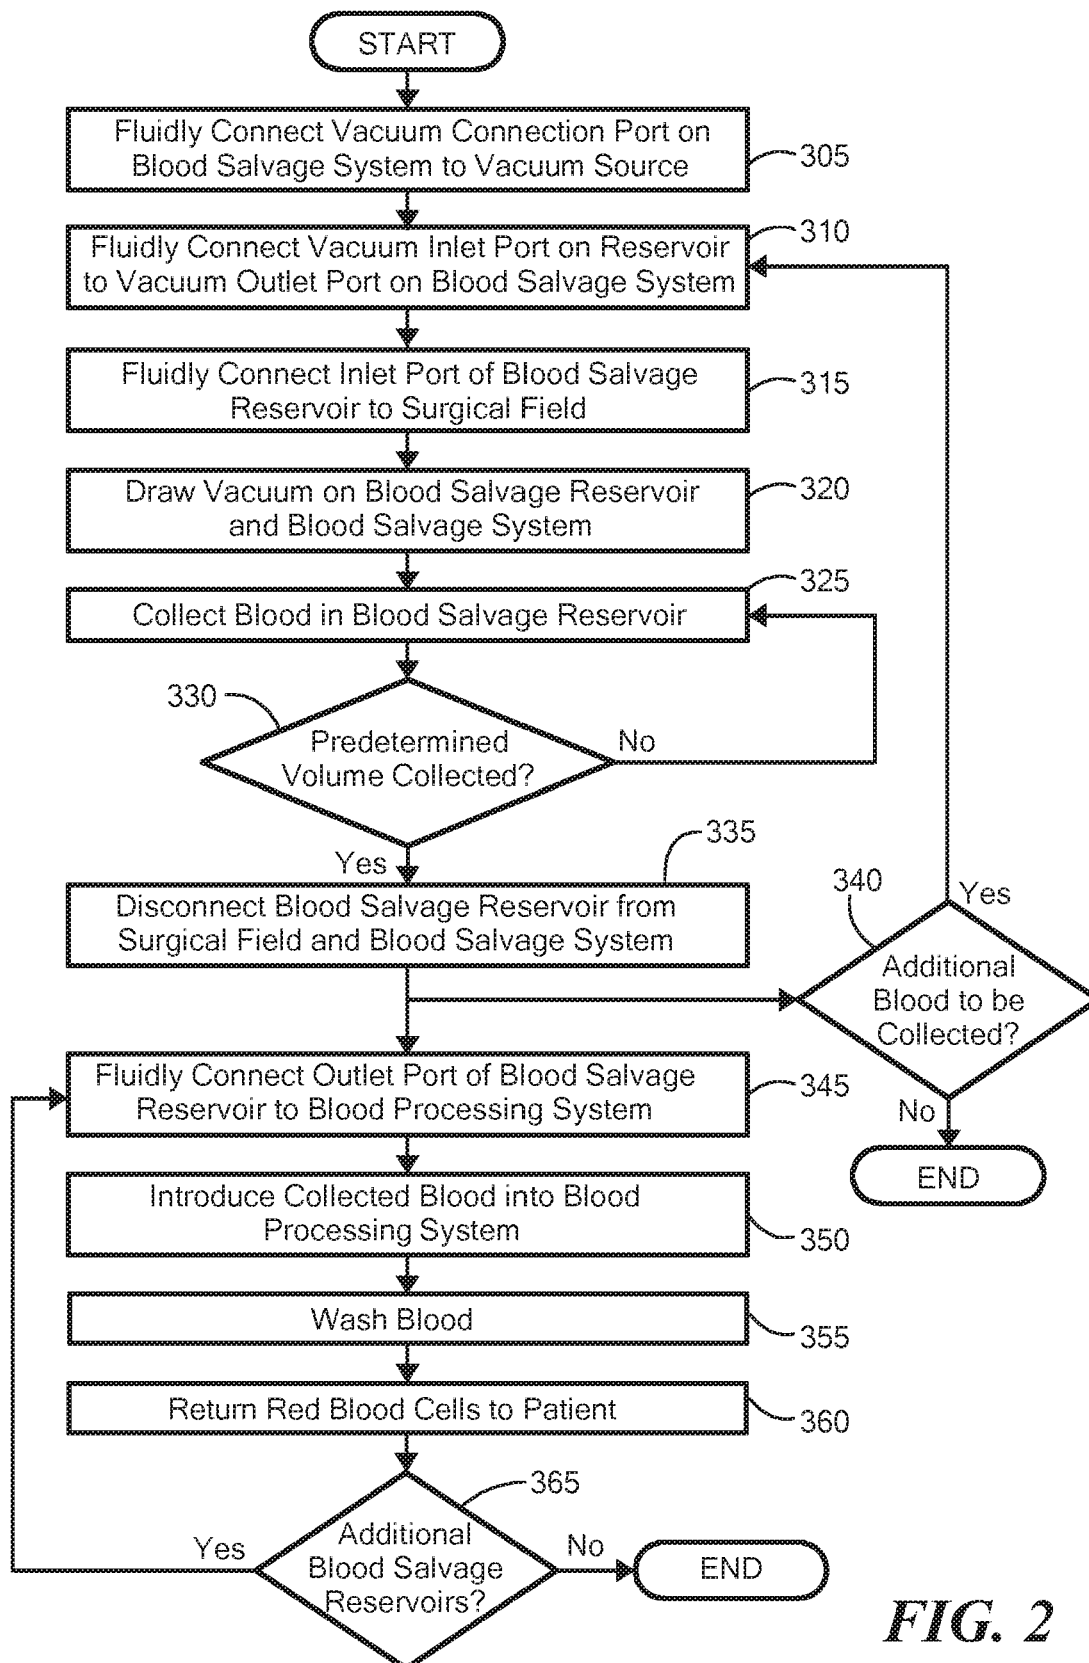 START
Fluidly Connect Vacuum Connection Port on
Blood Salvage System to Vacuum Source
305
310
Fluidly Connect Vacuum Inlet Port on Reservoir
to Vacuum Outlet Port on Blood Salvage System
Fluidly Connect Inlet Port of Blood Salvage
Reservoir to Surgical Field
315
Draw Vacuum on Blood Salvage Reservoir
and Blood Salvage System
320
325
Collect Blood in Blood Salvage Reservoir
330
Predetermined
Volume Collected?
No
Yes
335
Disconnect Blood Salvage Reservoir from
Surgical Field and Blood Salvage System
340
Yes
Additional
Blood to be
Collected?
No
END
Fluidly Connect Outlet Port of Blood Salvage
Reservoir to Blood Processing System
345
Introduce Collected Blood into Blood
Processing System
350
Wash Blood
355
Return Red Blood Cells to Patient
360
365
Additional
Blood Salvage
Reservoirs?
Yes
No
END
FIG. 2